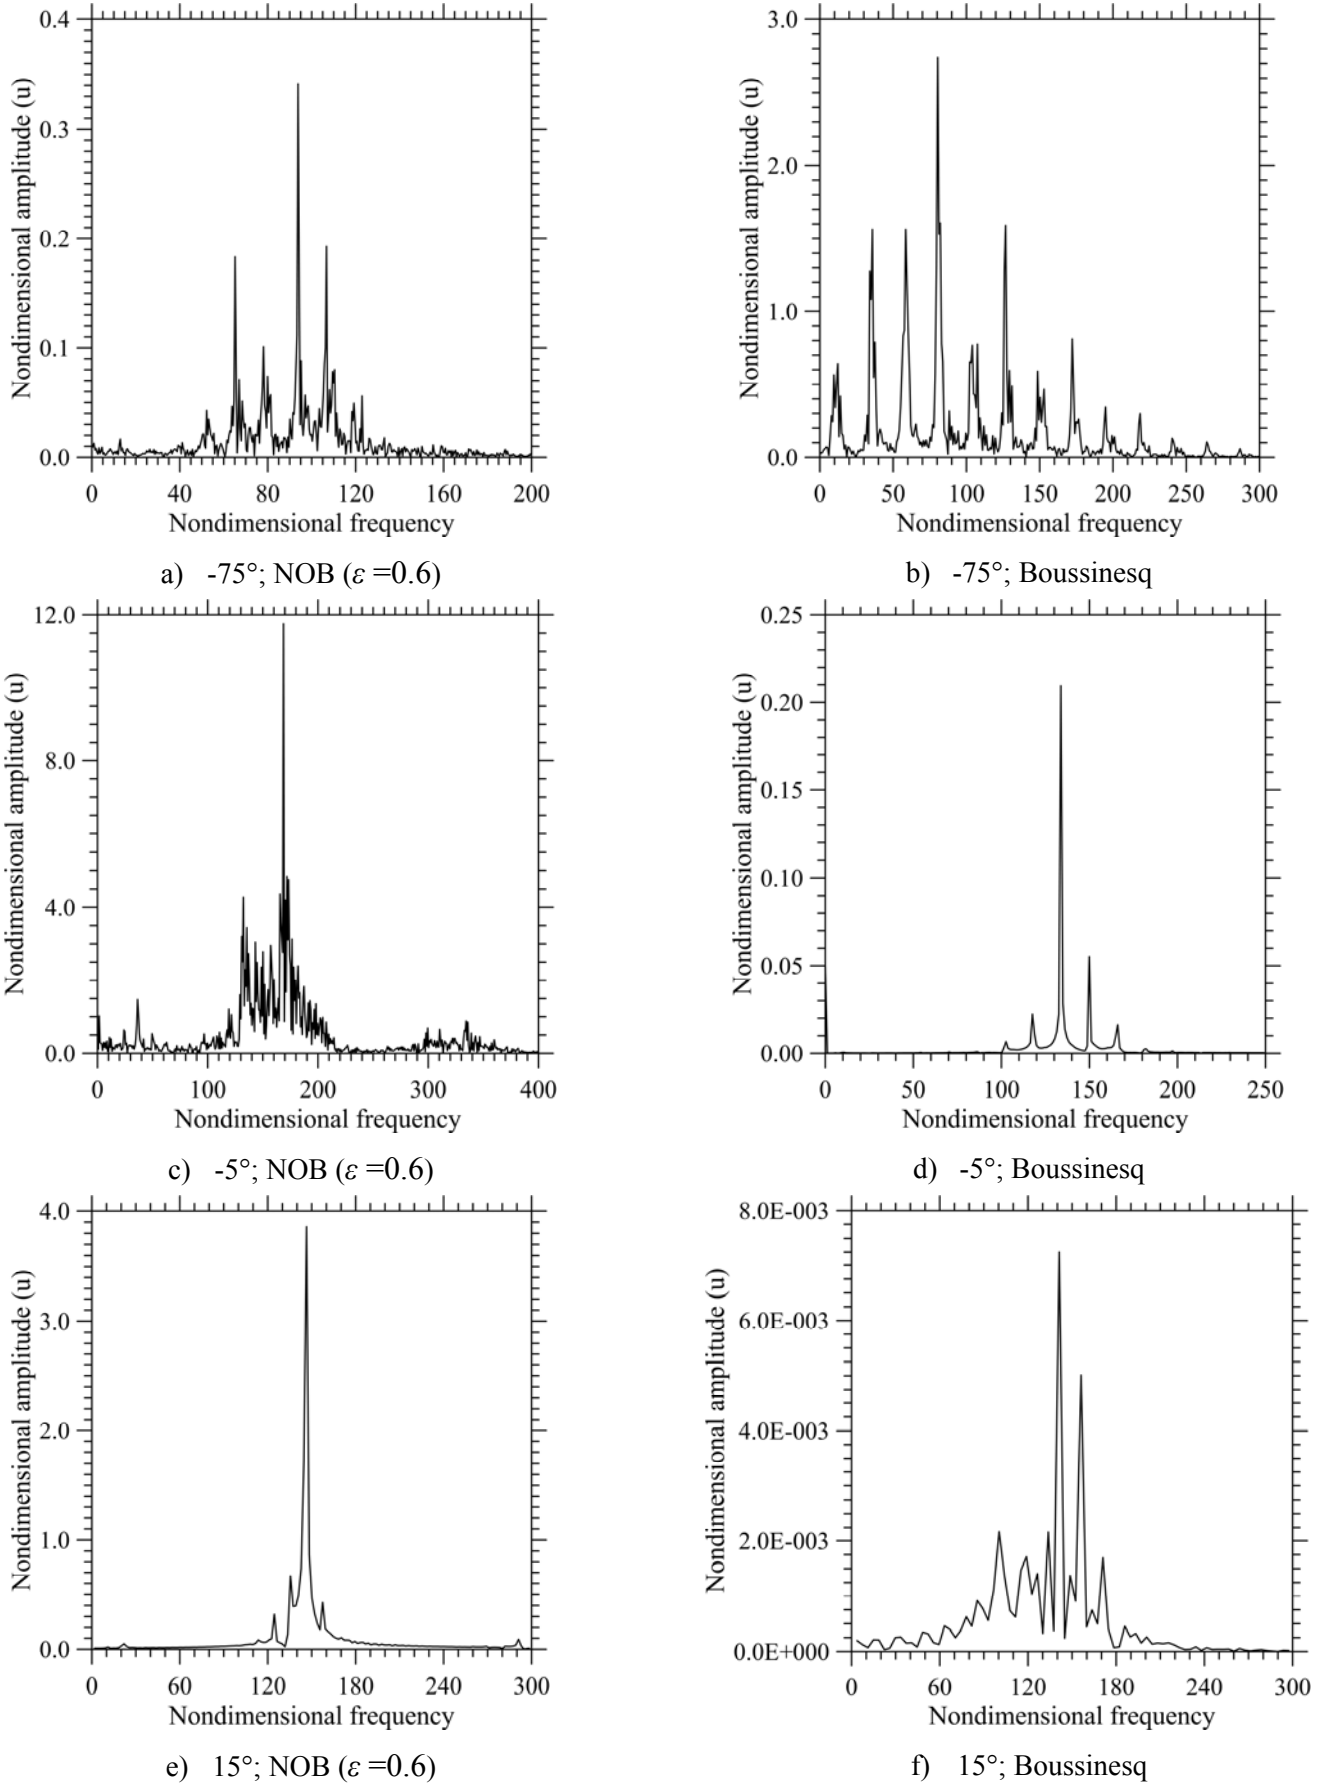 0.4
0.3
0.2
0.1
0.0
Nondimensional amplitude (u)
0 40 80 120 160 200
Nondimensional frequency
a) -75°; NOB (ε =0.6)
3.0
2.0
1.0
0.0
Nondimensional amplitude (u)
0 50 100 150 200 250 300
Nondimensional frequency
b) -75°; Boussinesq
12.0
8.0
4.0
0.0
Nondimensional amplitude (u)
0 100 200 300 400
Nondimensional frequency
c) -5°; NOB (ε =0.6)
0.25
0.20
0.15
0.10
0.05
0.00
Nondimensional amplitude (u)
0 50 100 150 200 250
Nondimensional frequency
d) -5°; Boussinesq
4.0
3.0
2.0
1.0
0.0
Nondimensional amplitude (u)
0 60 120 180 240 300
Nondimensional frequency
e) 15°; NOB (ε =0.6)
8.0E-003
6.0E-003
4.0E-003
2.0E-003
0.0E+000
Nondimensional amplitude (u)
0 60 120 180 240 300
Nondimensional frequency
f) 15°; Boussinesq